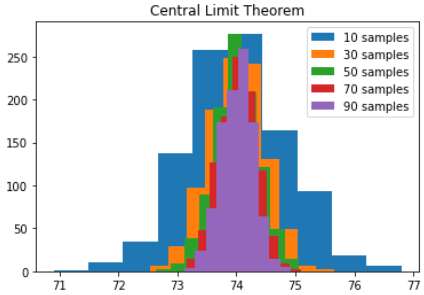 Central Limit Theorem
10 samples
30 samples
50 samples
70 samples
90 samples
250
200
150
100
50
0
71 72 73 74 75 76 77